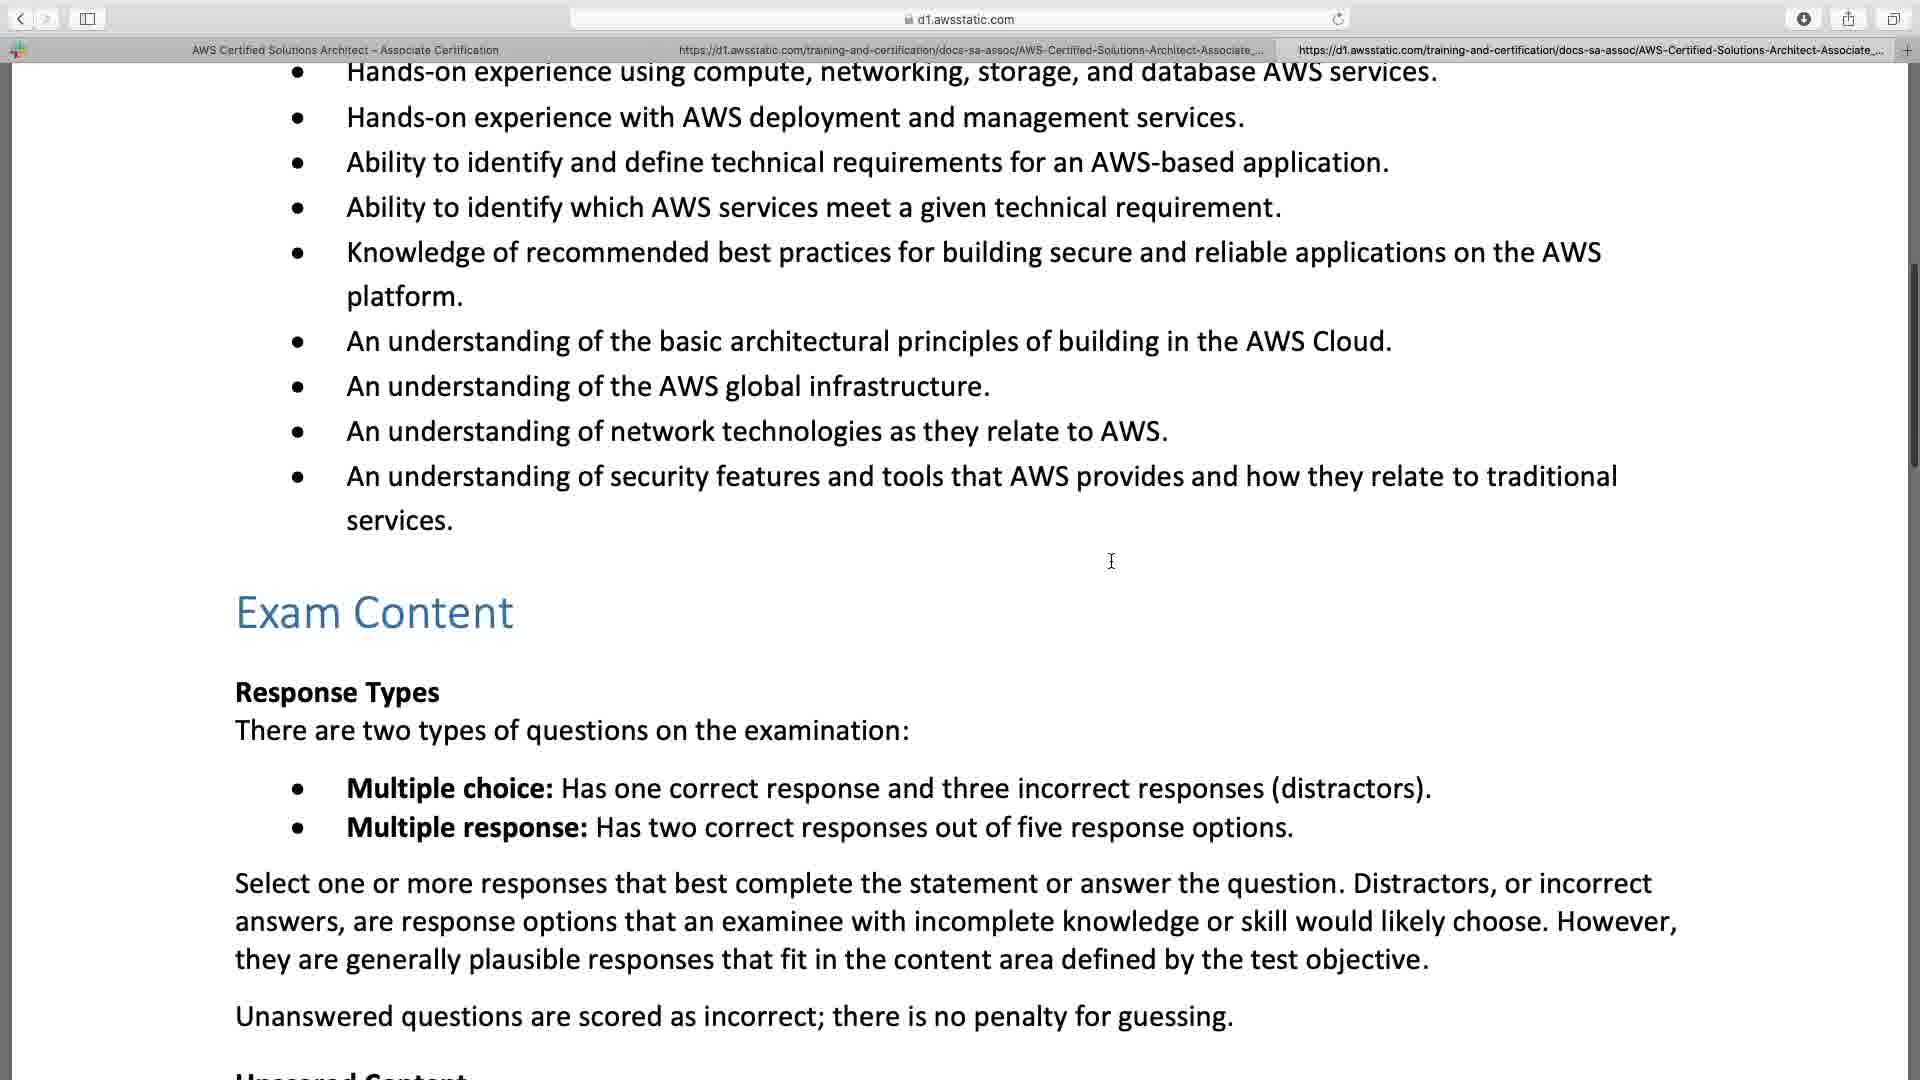 d1.awsstatic.com
AWS Certified Solutions Architect – Associate Certification
https://d1.awsstatic.com/training-and-certification/docs-sa-assoc/AWS-Certified-Solutions-Architect-Associate_...
https://d1.awsstatic.com/training-and-certification/docs-sa-assoc/AWS-Certified-Solutions-Architect-Associate_...
• Hands-on experience using compute, networking, storage, and database AWS services.
• Hands-on experience with AWS deployment and management services.
• Ability to identify and define technical requirements for an AWS-based application.
• Ability to identify which AWS services meet a given technical requirement.
• Knowledge of recommended best practices for building secure and reliable applications on the AWS
platform.
• An understanding of the basic architectural principles of building in the AWS Cloud.
• An understanding of the AWS global infrastructure.
• An understanding of network technologies as they relate to AWS.
• An understanding of security features and tools that AWS provides and how they relate to traditional
services.
Exam Content
Response Types
There are two types of questions on the examination:
• Multiple choice: Has one correct response and three incorrect responses (distractors).
• Multiple response: Has two correct responses out of five response options.
Select one or more responses that best complete the statement or answer the question. Distractors, or incorrect
answers, are response options that an examinee with incomplete knowledge or skill would likely choose. However,
they are generally plausible responses that fit in the content area defined by the test objective.
Unanswered questions are scored as incorrect; there is no penalty for guessing.
Unscored Content